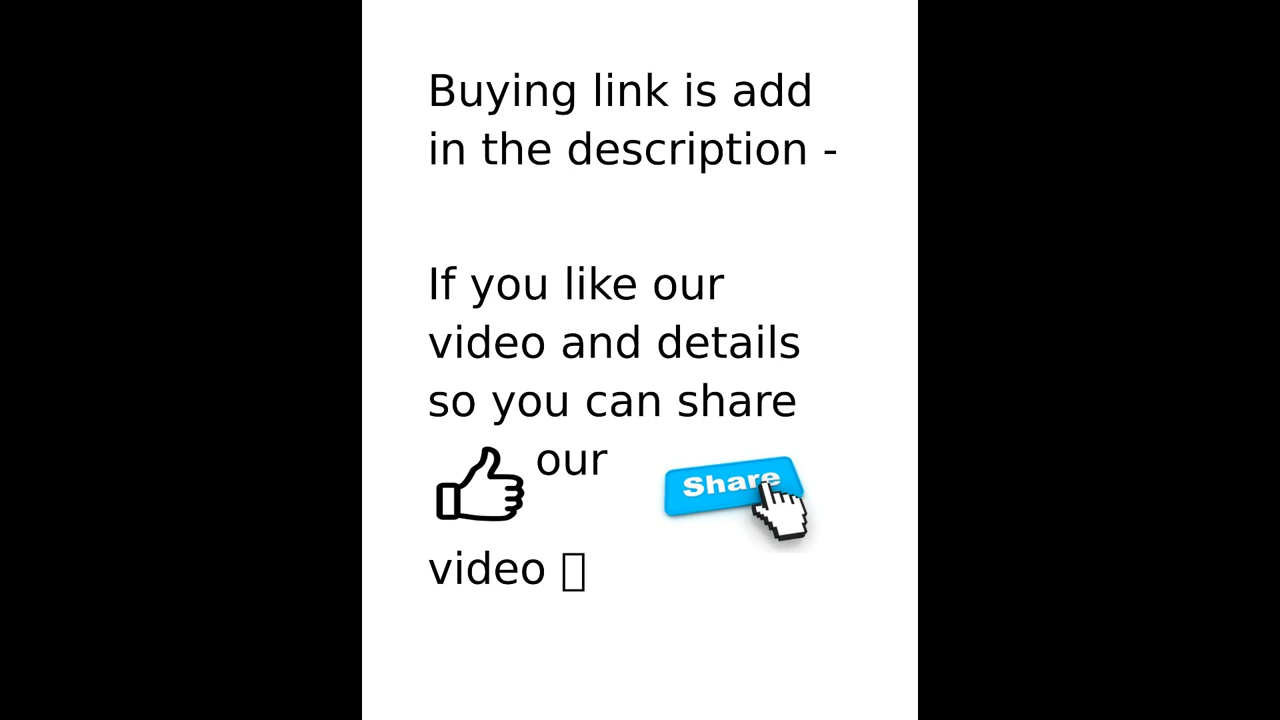 Buying link is add
in the description -
If you like our
video and details
so you can share
our
Share
video